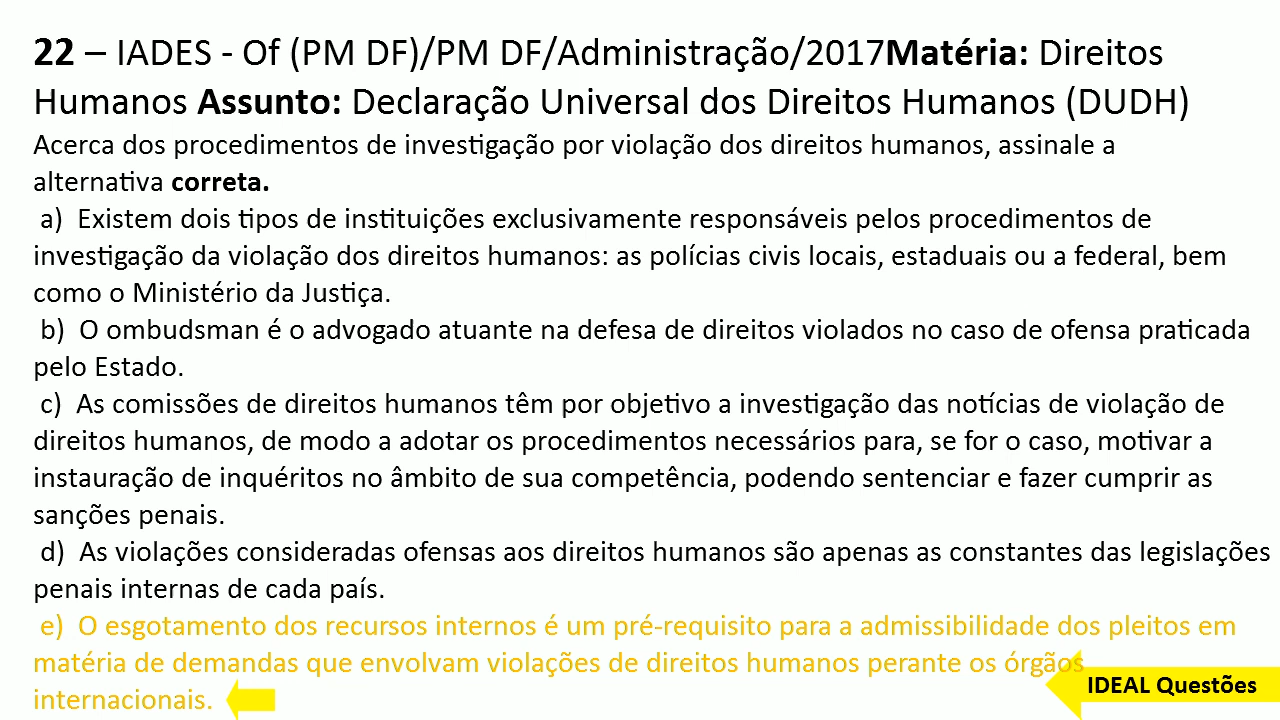 22 – IADES - Of (PM DF)/PM DF/Administração/2017Matéria: Direitos
Humanos Assunto: Declaração Universal dos Direitos Humanos (DUDH)
Acerca dos procedimentos de investigação por violação dos direitos humanos, assinale a
alternativa correta.
a) Existem dois tipos de instituições exclusivamente responsáveis pelos procedimentos de
investigação da violação dos direitos humanos: as polícias civis locais, estaduais ou a federal, bem
como o Ministério da Justiça.
b) O ombudsman é o advogado atuante na defesa de direitos violados no caso de ofensa praticada
pelo Estado.
c) As comissões de direitos humanos têm por objetivo a investigação das notícias de violação de
direitos humanos, de modo a adotar os procedimentos necessários para, se for o caso, motivar a
instauração de inquéritos no âmbito de sua competência, podendo sentenciar e fazer cumprir as
sanções penais.
d) As violações consideradas ofensas aos direitos humanos são apenas as constantes das legislações
penais internas de cada país.
e) O esgotamento dos recursos internos é um pré-requisito para a admissibilidade dos pleitos em
matéria de demandas que envolvam violações de direitos humanos perante os órgãos
internacionais.
IDEAL Questões